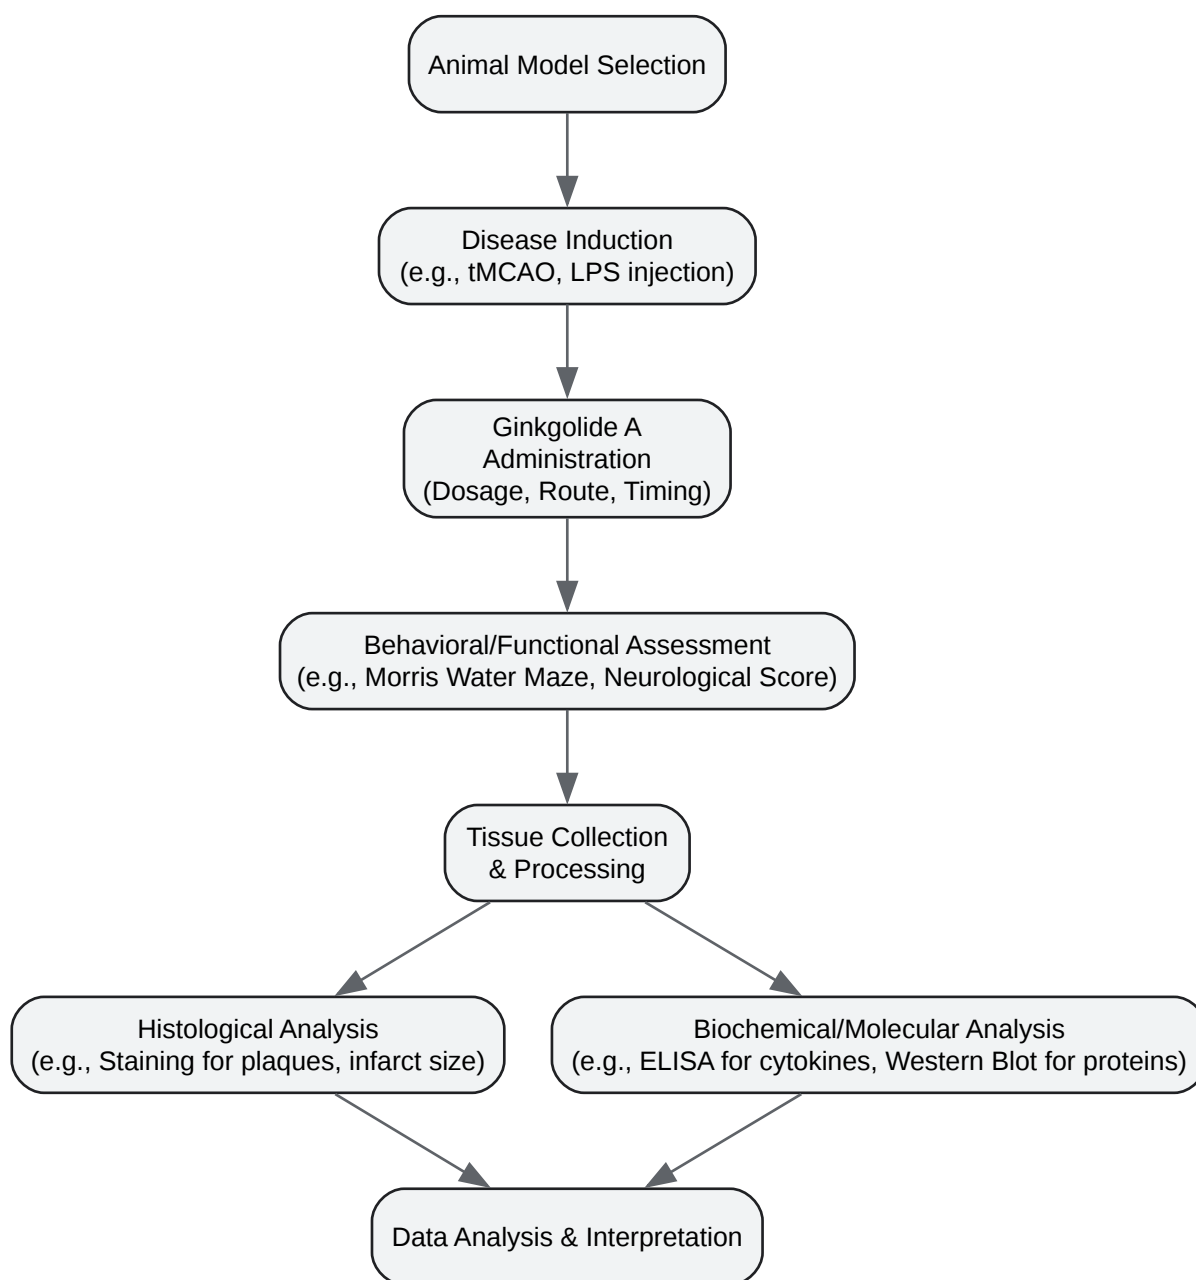 Animal Model Selection
Disease Induction
(e.g., tMCAO, LPS injection)
Ginkgolide A
Administration
(Dosage, Route, Timing)
Behavioral/Functional Assessment
(e.g., Morris Water Maze, Neurological Score)
Tissue Collection
& Processing
Histological Analysis
(e.g., Staining for plaques, infarct size)
Biochemical/Molecular Analysis
(e.g., ELISA for cytokines, Western Blot for proteins)
Data Analysis & Interpretation